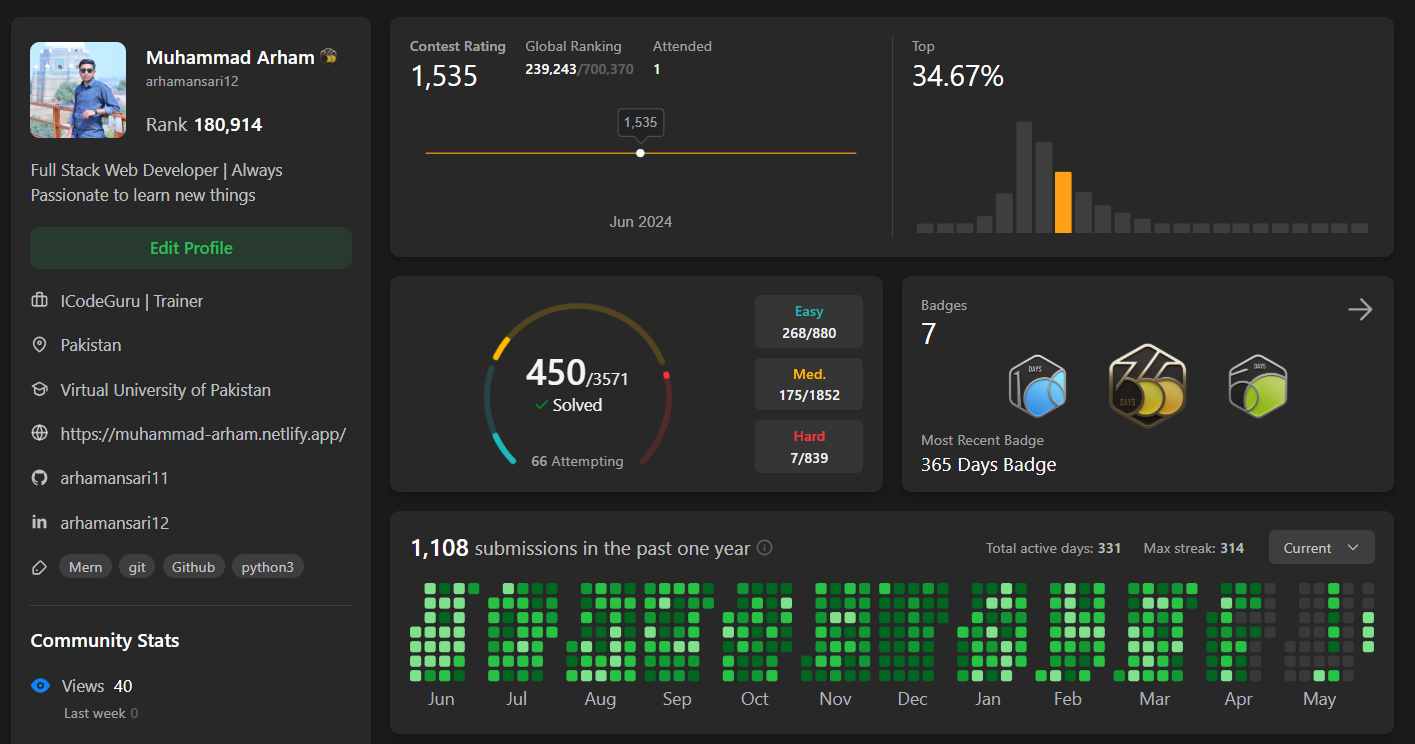 Muhammad Arham
arhamansari12
Rank 180,914
Full Stack Web Developer | Always
Passionate to learn new things
Edit Profile
ICodeGuru | Trainer
Pakistan
Virtual University of Pakistan
https://muhammad-arham.netlify.app/
arhamansari11
in arhamansari12
Mern git Github python3
Community Stats
Views 40
Last week 0
Contest Rating Global Ranking Attended
1,535 239,243/700,370 1
1,535
Jun 2024
Top
34.67%
450/3571
Solved
66 Attempting
Easy
268/880
Med.
175/1852
Hard
7/839
Badges
7
DAYS
DAYS
DAYS
Most Recent Badge
365 Days Badge
1,108 submissions in the past one year
Total active days: 331 Max streak: 314 Current
Jun Jul Aug Sep Oct Nov Dec Jan Feb Mar Apr May